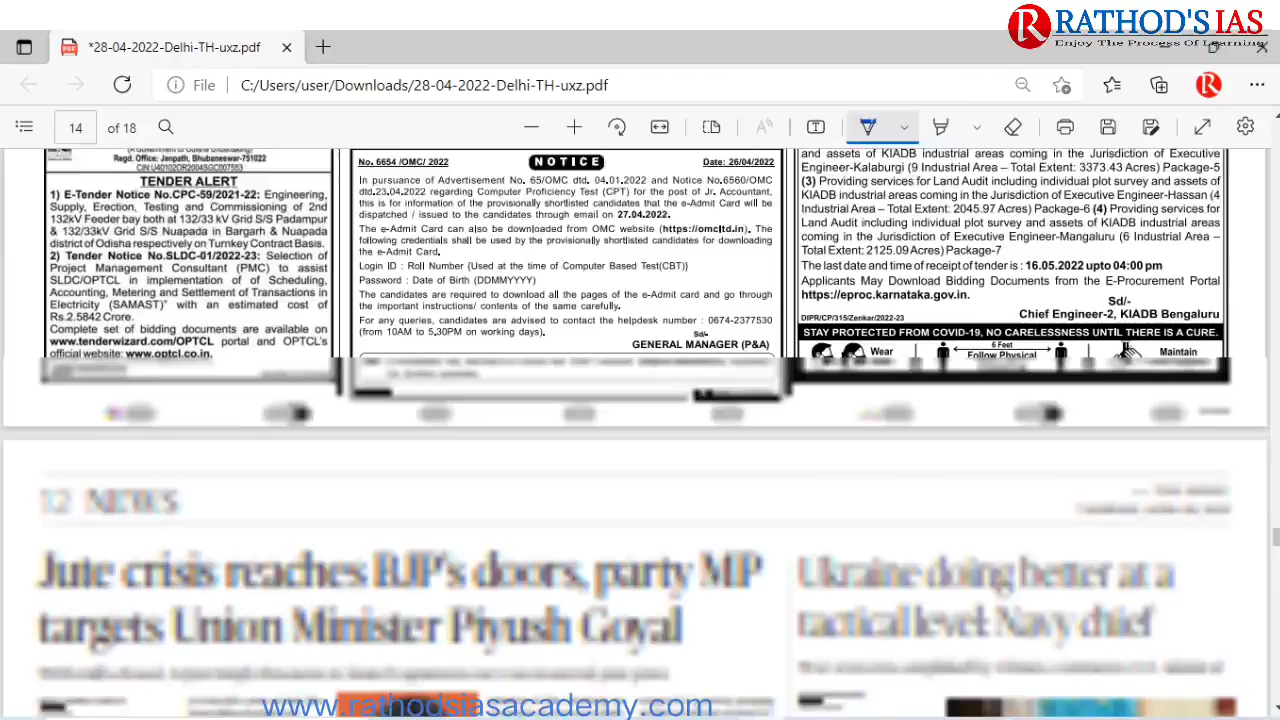 RATHOD'S IAS
Enjoy The Process Of Learning
*28-04-2022-Delhi-TH-uxz.pdf
File C:/Users/user/Downloads/28-04-2022-Delhi-TH-uxz.pdf
14 of 18
(A Government of Odisha Undertaking)
Regd. Office: Janpath, Bhubaneswar-751022
CIN:U40102OR2004SGC007553
TENDER ALERT
1) E-Tender Notice No.CPC-59/2021-22: Engineering,
Supply, Erection, Testing and Commissioning of 2nd
132kV Feeder bay both at 132/33 kV Grid S/S Padampur
& 132/33kV Grid S/S Nuapada in Bargarh & Nuapada
district of Odisha respectively on Turnkey Contract Basis.
2) Tender Notice No.SLDC-01/2022-23: Selection of
Project Management Consultant (PMC) to assist
SLDC/OPTCL in implementation of of Scheduling,
Accounting, Metering and Settlement of Transactions in
Electricity (SAMAST)" with an estimated cost of
Rs.2.5842 Crore.
Complete set of bidding documents are available on
www.tenderwizard.com/OPTCL portal and OPTCL's
official website: www.optcl.co.in.
No. 6654 /OMC/ 2022 NOTICE Date: 26/04/2022
In pursuance of Advertisement No. 65/OMC dtd. 04.01.2022 and Notice No.6560/OMC
dtd.23.04.2022 regarding Computer Proficiency Test (CPT) for the post of Jr. Accountant,
this is for information of the provisionally shortlisted candidates that the e-Admit Card will be
dispatched / issued to the candidates through email on 27.04.2022.
The e-Admit Card can also be downloaded from OMC website (https://omcltd.in). The
following credentials shall be used by the provisionally shortlisted candidates for downloading
the e-Admit Card.
Login ID : Roll Number (Used at the time of Computer Based Test(CBT))
Password : Date of Birth (DDMMYYYY)
The candidates are required to download all the pages of the e-Admit card and go through
the important instructions/ contents of the same carefully.
For any queries, candidates are advised to contact the helpdesk number : 0674-2377530
(from 10AM to 5.30PM on working days).
Sd/-
GENERAL MANAGER (P&A)
and assets of KIADB industrial areas coming in the Jurisdiction of Executive
Engineer-Kalaburgi (9 Industrial Area – Total Extent: 3373.43 Acres) Package-5
(3) Providing services for Land Audit including individual plot survey and assets of
KIADB industrial areas coming in the Jurisdiction of Executive Engineer-Hassan (4
Industrial Area – Total Extent: 2045.97 Acres) Package-6 (4) Providing services for
Land Audit including individual plot survey and assets of KIADB industrial areas
coming in the Jurisdiction of Executive Engineer-Mangaluru (6 Industrial Area –
Total Extent: 2125.09 Acres) Package-7
The last date and time of receipt of tender is : 16.05.2022 upto 04:00 pm
Applicants May Download Bidding Documents from the E-Procurement Portal
https://eproc.karnataka.gov.in.
Sd/-
DIPR/CP/315/Zenkar/2022-23 Chief Engineer-2, KIADB Bengaluru
STAY PROTECTED FROM COVID-19, NO CARELESSNESS UNTIL THERE IS A CURE.
Wear 6 Feet Follow Physical Maintain
12 NEWS
Jute crisis reaches BJP's doors, party MP
targets Union Minister Piyush Goyal
Ukraine doing better at a
tactical level: Navy chief
www.rathodsiasacademy.com